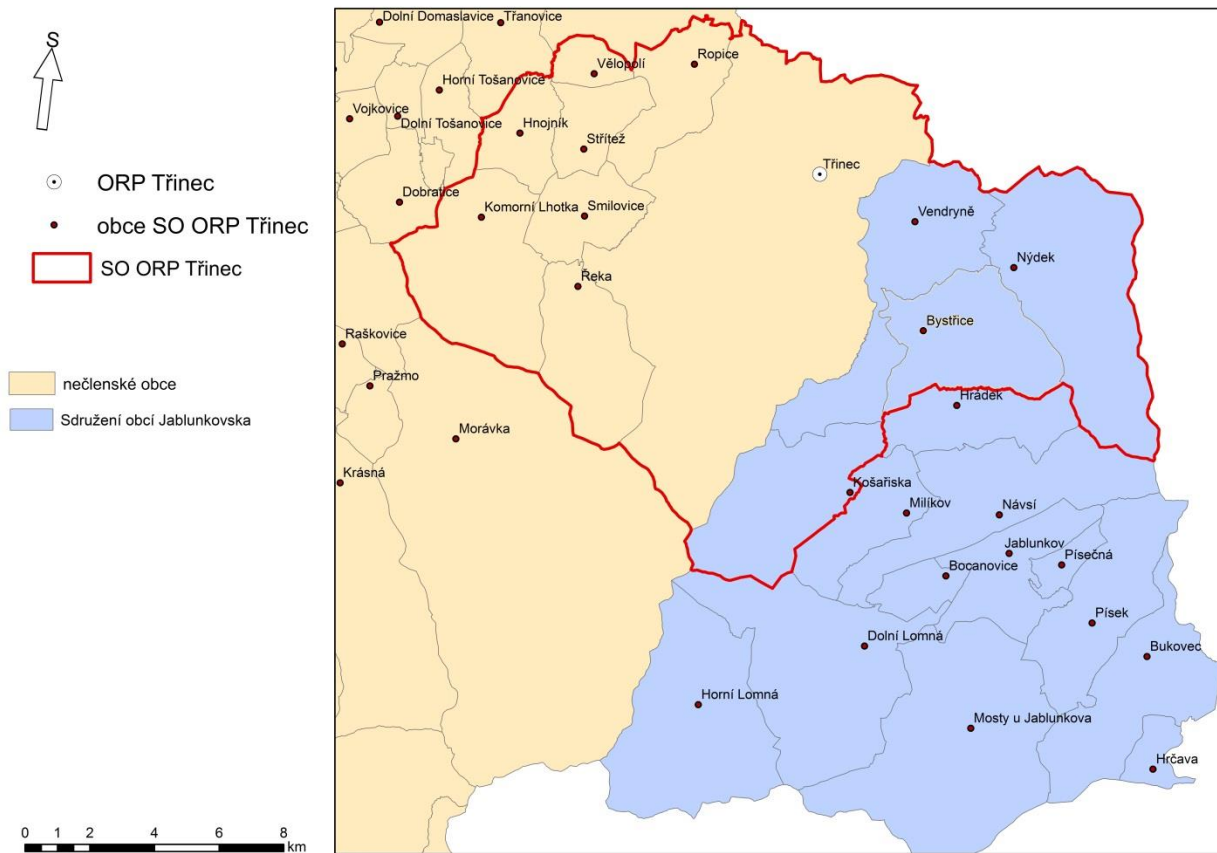 S
ORP Třinec
obce SO ORP Třinec
SO ORP Třinec
nečlenské obce
Sdružení obcí Jablunkovska
0 1 2 4 6 8
km
Dolní Domaslavice
Třanovice
Ropice
Vělopolí
Horní Tošanovice
Vojkovice
Dolní Tošanovice
Hnojník
Střítež
Třinec
Dobratice
Komorní Lhotka
Smilovice
Vendryně
Nýdek
Řeka
Bystřice
Raškovice
Pražmo
Hrádek
Morávka
Krásná
Košařiska
Milíkov
Návsí
Jablunkov
Písečná
Bocanovice
Písek
Dolní Lomná
Bukovec
Horní Lomná
Mosty u Jablunkova
Hrčava